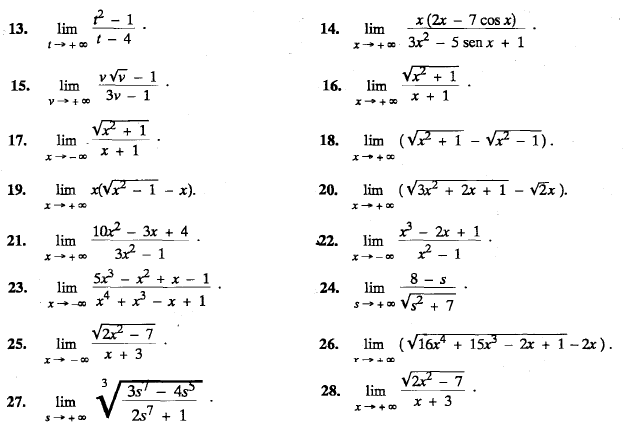 13. lim t→+∞ (t² − 1)/(t − 4) .
14. lim x→+∞ x(2x − 7 cos x)/(3x² − 5 sen x + 1) .
15. lim v→+∞ (v√v − 1)/(3v − 1) .
16. lim x→+∞ √(x² + 1)/(x + 1) .
17. lim x→−∞ √(x² + 1)/(x + 1) .
18. lim x→+∞ (√(x² + 1) − √(x² − 1)).
19. lim x→+∞ x(√(x² − 1) − x).
20. lim x→+∞ (√(3x² + 2x + 1) − √2x).
21. lim x→+∞ (10x² − 3x + 4)/(3x² − 1) .
22. lim x→−∞ (x³ − 2x + 1)/(x² − 1) .
23. lim x→−∞ (5x³ − x² + x − 1)/(x⁴ + x³ − x + 1) .
24. lim s→+∞ (8 − s)/√(s² + 7) .
25. lim x→−∞ √(2x² − 7)/(x + 3) .
26. lim x→+∞ (√(16x⁴ + 15x³ − 2x + 1) − 2x).
27. lim s→+∞ ³√((3s⁷ − 4s⁵)/(2s⁷ + 1)) .
28. lim x→+∞ √(2x² − 7)/(x + 3) .